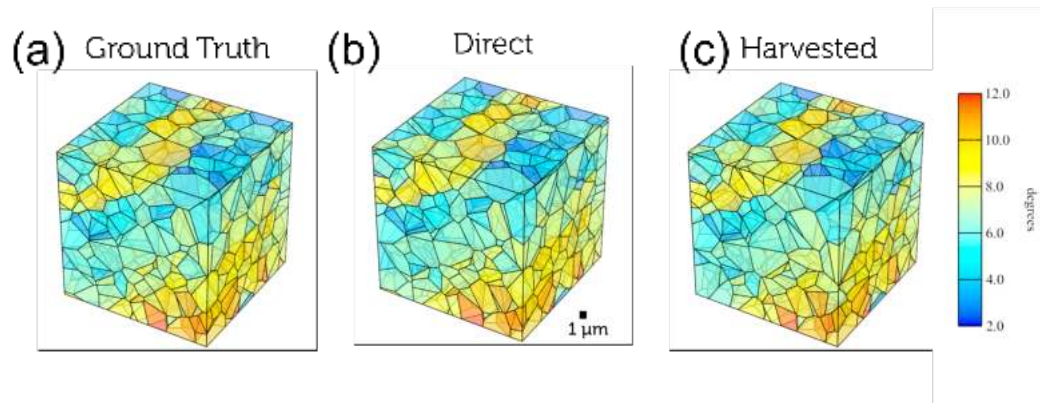 (a) Ground Truth
(b) Direct
(c) Harvested
12.0
10.0
8.0
6.0
4.0
2.0
degrees
1 μm